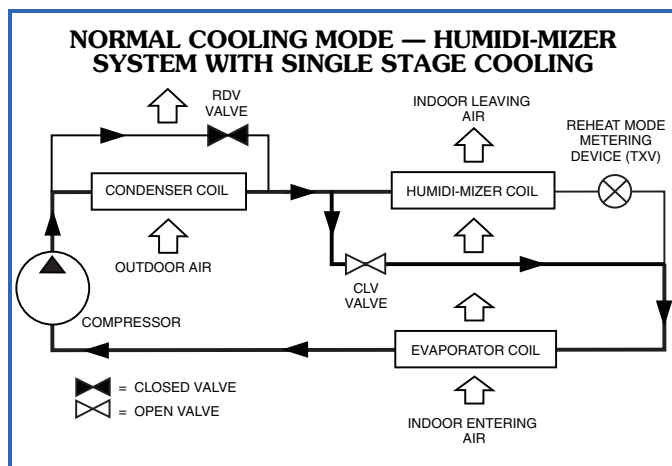 NORMAL COOLING MODE — HUMIDI-MIZER
SYSTEM WITH SINGLE STAGE COOLING
RDV
VALVE
INDOOR LEAVING
AIR
REHEAT MODE
METERING
DEVICE (TXV)
CONDENSER COIL
HUMIDI-MIZER COIL
OUTDOOR AIR
CLV
VALVE
COMPRESSOR
EVAPORATOR COIL
= CLOSED VALVE
= OPEN VALVE
INDOOR ENTERING
AIR